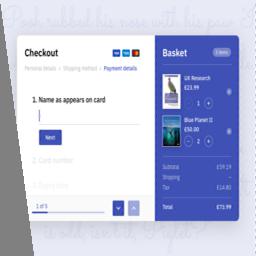 Pooh rubbed his nose with his paw
Checkout
Personal details > Shipping method > Payment details
1. Name as appears on card
Next
2. Card number
3. Expiry date
1 of 5
Basket
3 items
UX Research
£23.99
1
Blue Planet II
£50.00
2
Subtotal £59.19
Shipping –
Tax £14.80
Total £73.99